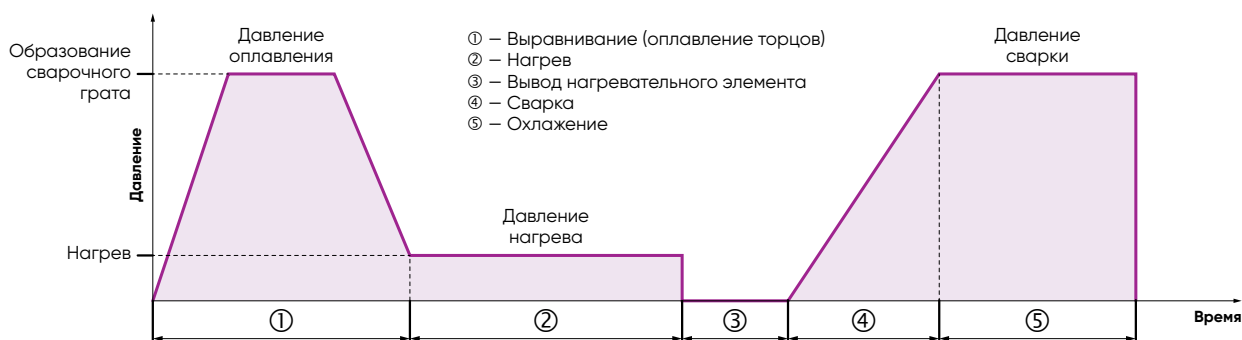 Образование
сварочного
грата
Давление
Нагрев
Давление
оплавления
① – Выравнивание (оплавление торцов)
② – Нагрев
③ – Вывод нагревательного элемента
④ – Сварка
⑤ – Охлажение
Давление
нагрева
Давление
сварки
①
②
③
④
⑤
Время